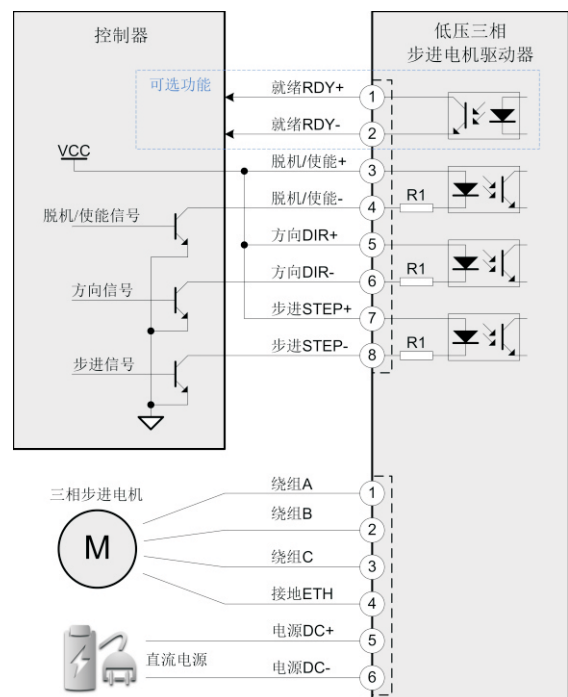 控制器
低压三相
步进电机驱动器
可选功能
就绪RDY+
1
就绪RDY-
2
VCC
脱机/使能+
3
脱机/使能-
4
R1
脱机/使能信号
方向DIR+
5
方向DIR-
6
R1
方向信号
步进STEP+
7
步进STEP-
8
R1
步进信号
三相步进电机
M
绕组A
1
绕组B
2
绕组C
3
接地ETH
4
电源DC+
5
直流电源
电源DC-
6